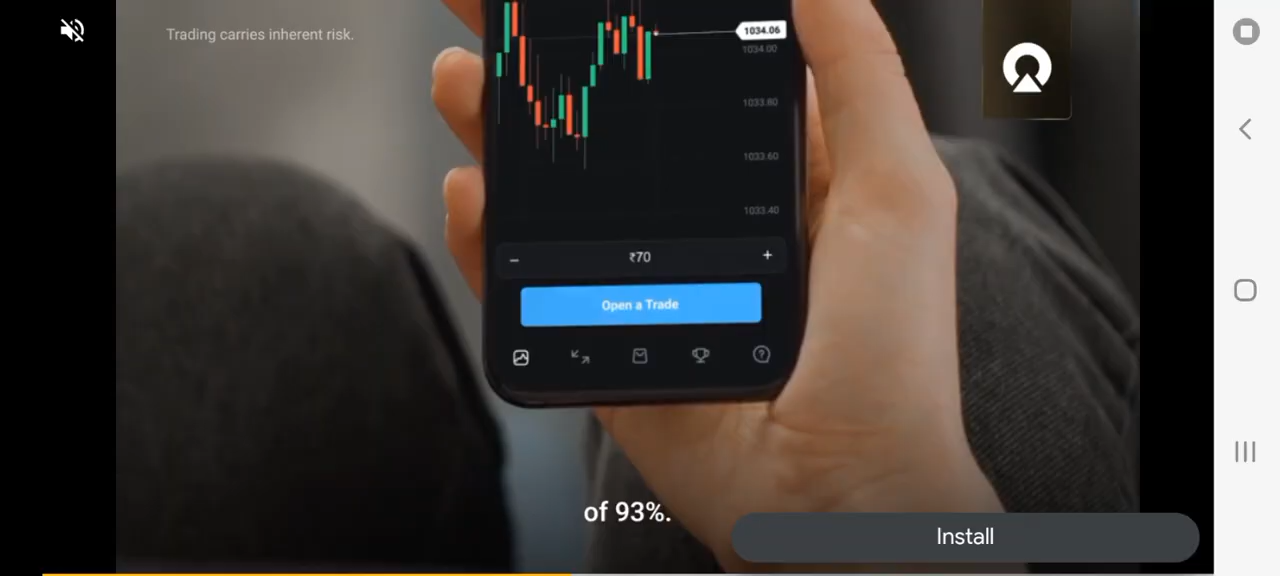 Trading carries inherent risk.
1034.06
1034.00
1033.80
1033.60
1033.40
− ₹70 +
Open a Trade
?
of 93%.
Install